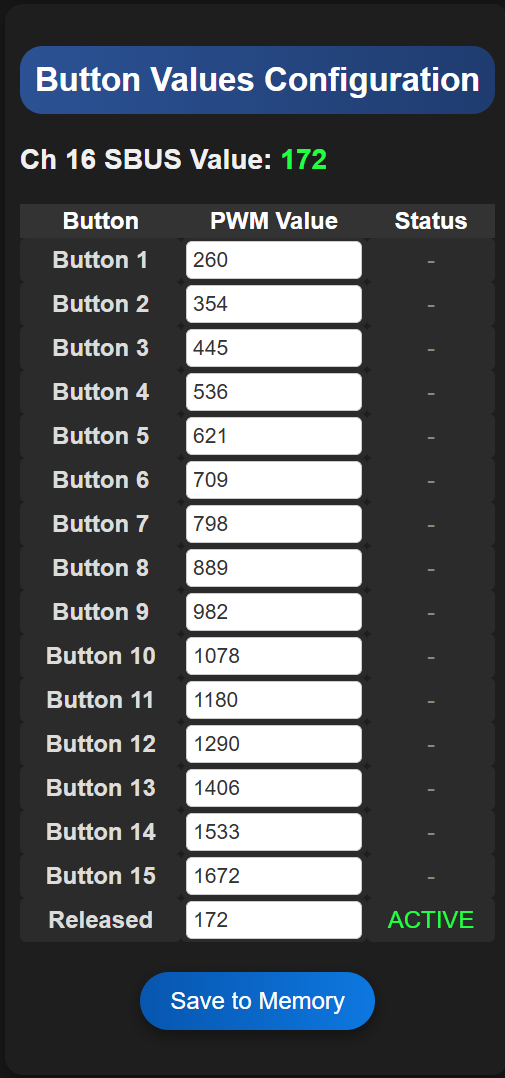 Button Values Configuration
Ch 16 SBUS Value: 172
Button PWM Value Status
Button 1 260 -
Button 2 354 -
Button 3 445 -
Button 4 536 -
Button 5 621 -
Button 6 709 -
Button 7 798 -
Button 8 889 -
Button 9 982 -
Button 10 1078 -
Button 11 1180 -
Button 12 1290 -
Button 13 1406 -
Button 14 1533 -
Button 15 1672 -
Released 172 ACTIVE
Save to Memory